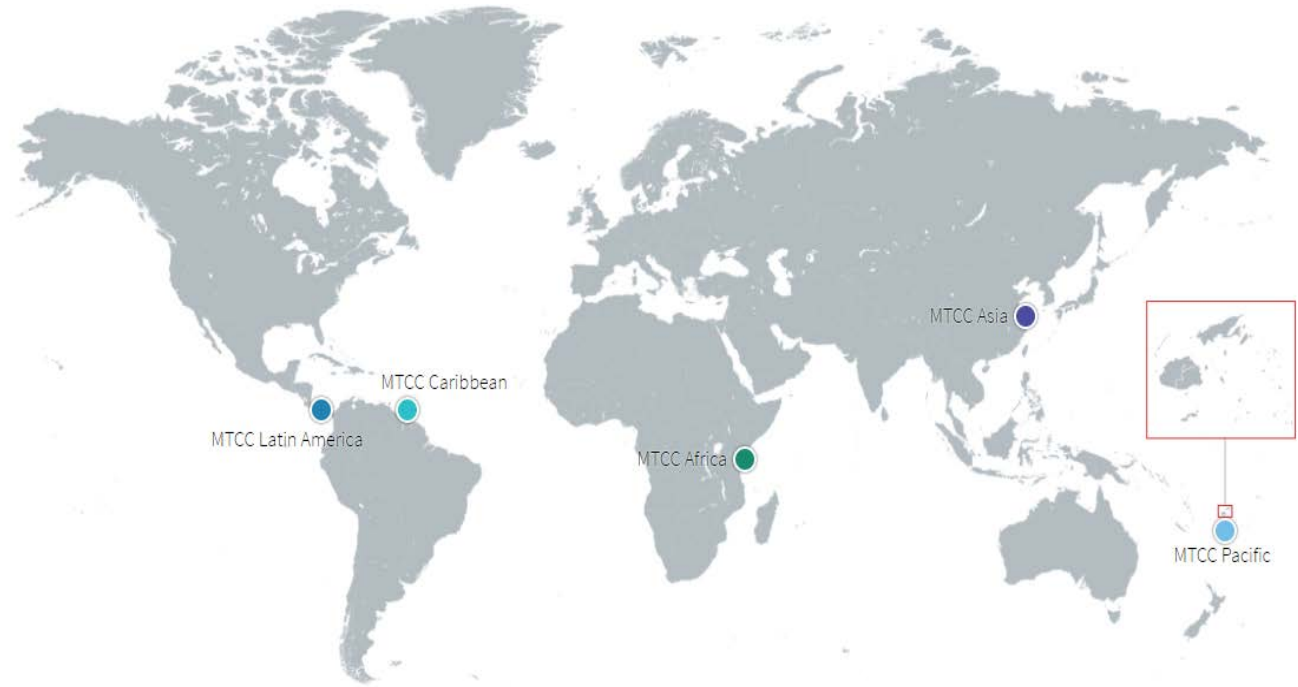 MTCC Asia
MTCC Caribbean
MTCC Latin America
MTCC Africa
MTCC Pacific